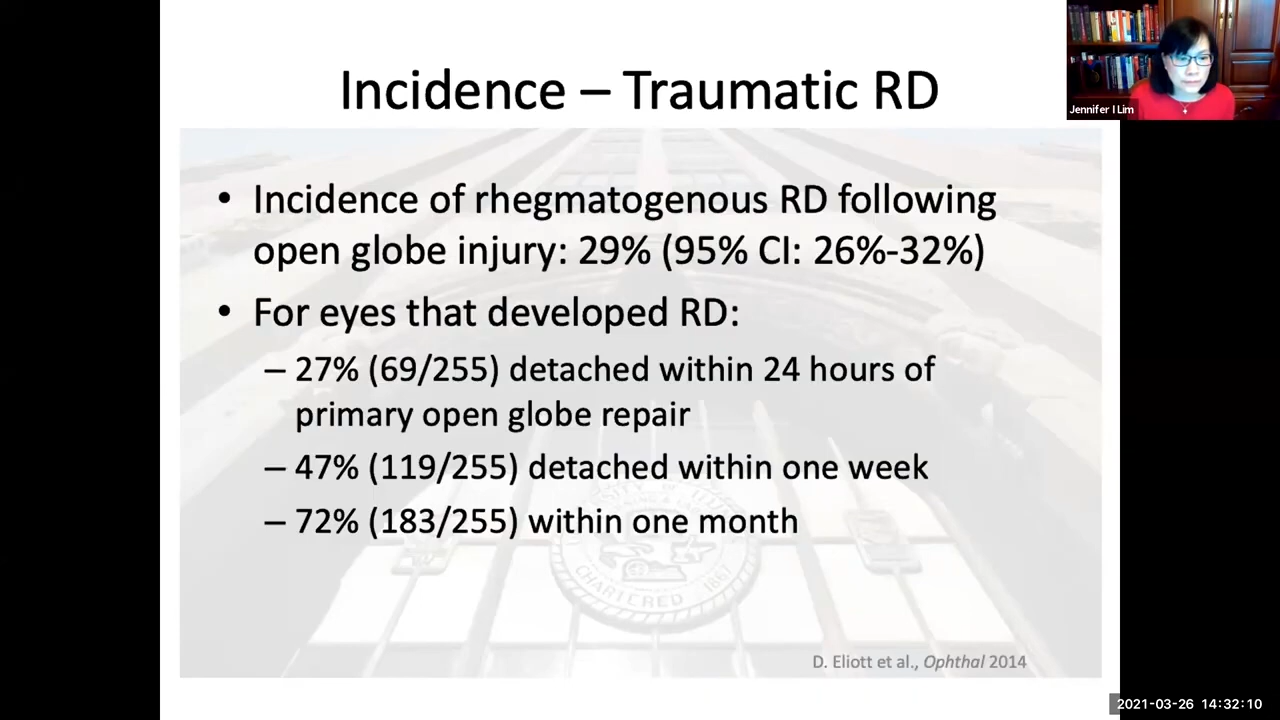 Incidence – Traumatic RD
Jennifer I Lim
• Incidence of rhegmatogenous RD following
open globe injury: 29% (95% CI: 26%-32%)
• For eyes that developed RD:
– 27% (69/255) detached within 24 hours of
primary open globe repair
– 47% (119/255) detached within one week
– 72% (183/255) within one month
CHARTERED 1867
D. Eliott et al., Ophthal 2014
2021-03-26 14:32:10